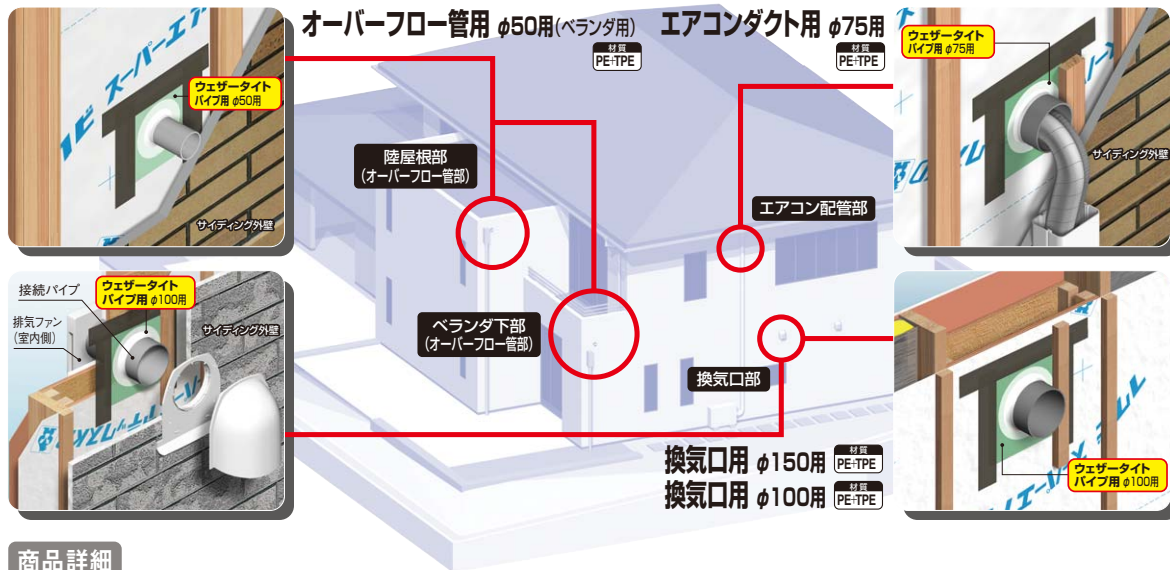 オーバーフロー管用 φ50用(ベランダ用)
材質
PE+TPE
エアコンダクト用 φ75用
材質
PE+TPE
ウェザータイト
パイプ用 φ50用
サイディング外壁
ウェザータイト
パイプ用 φ75用
サイディング外壁
陸屋根部
(オーバーフロー管部)
エアコン配管部
ベランダ下部
(オーバーフロー管部)
換気口部
接続パイプ
排気ファン
(室内側)
ウェザータイト
パイプ用 φ100用
サイディング外壁
ウェザータイト
パイプ用 φ100用
換気口用 φ150用
材質
PE+TPE
換気口用 φ100用
材質
PE+TPE
商品詳細